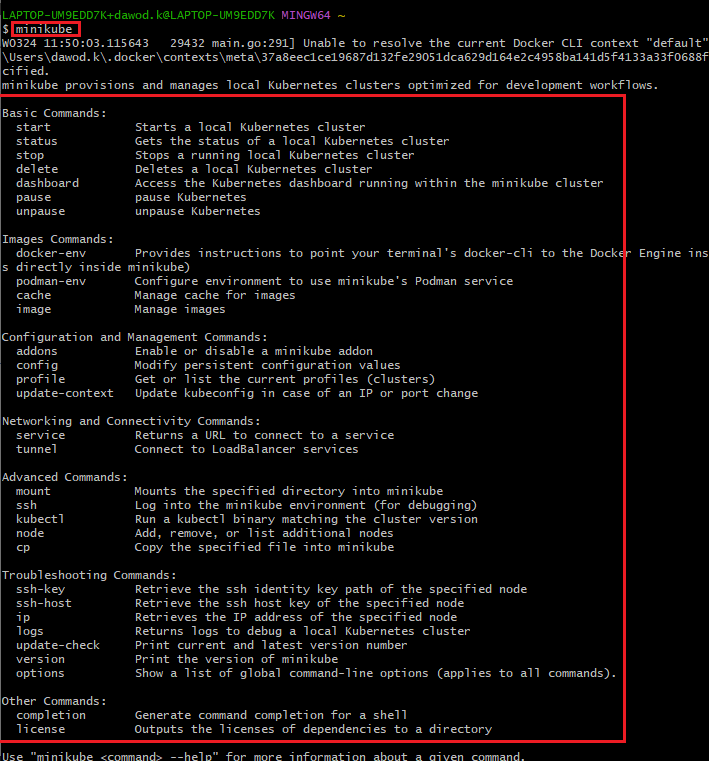 LAPTOP-UM9EDD7K+dawod.k@LAPTOP-UM9EDD7K MINGW64 ~
$ minikube
W0324 11:50:03.115643   29432 main.go:291] Unable to resolve the current Docker CLI context "default"
\Users\dawod.k\.docker\contexts\meta\37a8eec1ce19687d132fe29051dca629d164e2c4958ba141d5f4133a33f0688f
cified.
minikube provisions and manages local Kubernetes clusters optimized for development workflows.
Basic Commands:
  start            Starts a local Kubernetes cluster
  status           Gets the status of a local Kubernetes cluster
  stop             Stops a running local Kubernetes cluster
  delete           Deletes a local Kubernetes cluster
  dashboard        Access the Kubernetes dashboard running within the minikube cluster
  pause            pause Kubernetes
  unpause          unpause Kubernetes
Images Commands:
  docker-env       Provides instructions to point your terminal's docker-cli to the Docker Engine ins
s directly inside minikube)
  podman-env       Configure environment to use minikube's Podman service
  cache            Manage cache for images
  image            Manage images
Configuration and Management Commands:
  addons           Enable or disable a minikube addon
  config           Modify persistent configuration values
  profile          Get or list the current profiles (clusters)
  update-context   Update kubeconfig in case of an IP or port change
Networking and Connectivity Commands:
  service          Returns a URL to connect to a service
  tunnel           Connect to LoadBalancer services
Advanced Commands:
  mount            Mounts the specified directory into minikube
  ssh              Log into the minikube environment (for debugging)
  kubectl          Run a kubectl binary matching the cluster version
  node             Add, remove, or list additional nodes
  cp               Copy the specified file into minikube
Troubleshooting Commands:
  ssh-key          Retrieve the ssh identity key path of the specified node
  ssh-host         Retrieve the ssh host key of the specified node
  ip               Retrieves the IP address of the specified node
  logs             Returns logs to debug a local Kubernetes cluster
  update-check     Print current and latest version number
  version          Print the version of minikube
  options          Show a list of global command-line options (applies to all commands).
Other Commands:
  completion       Generate command completion for a shell
  license          Outputs the licenses of dependencies to a directory
Use "minikube <command> --help" for more information about a given command.